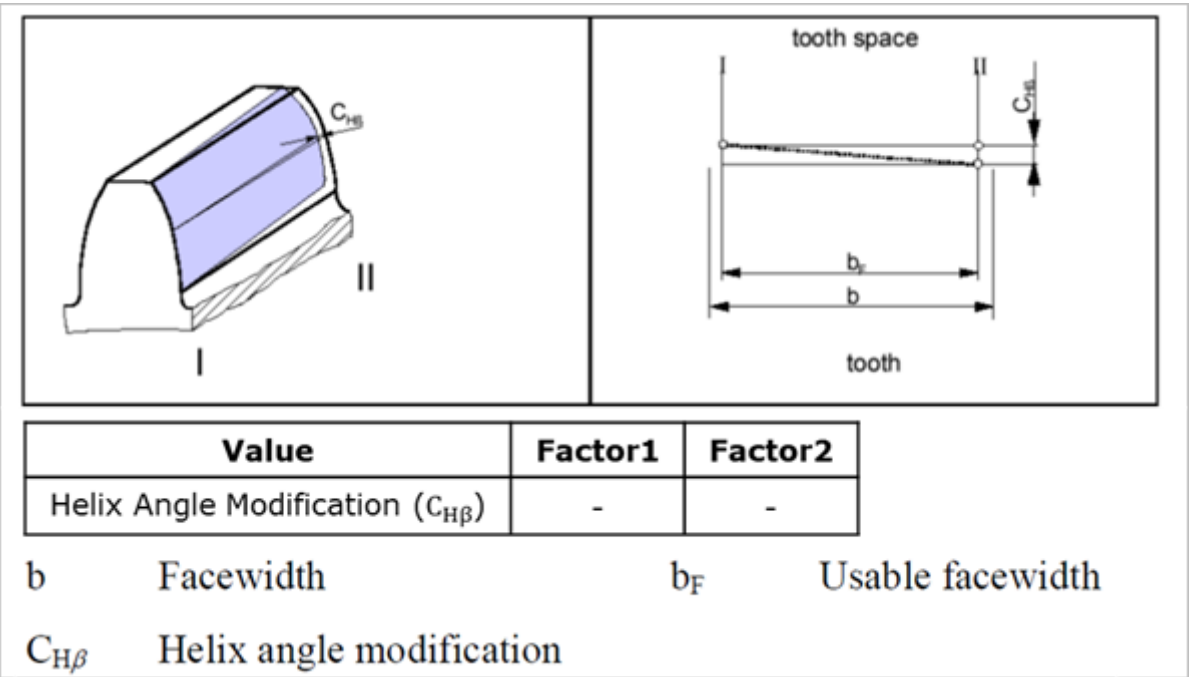 C_Hβ
I
II
tooth space
I
II
C_Hβ
b_F
b
tooth
Value Factor1 Factor2
Helix Angle Modification (C_Hβ) - -
b Facewidth b_F Usable facewidth
C_Hβ Helix angle modification